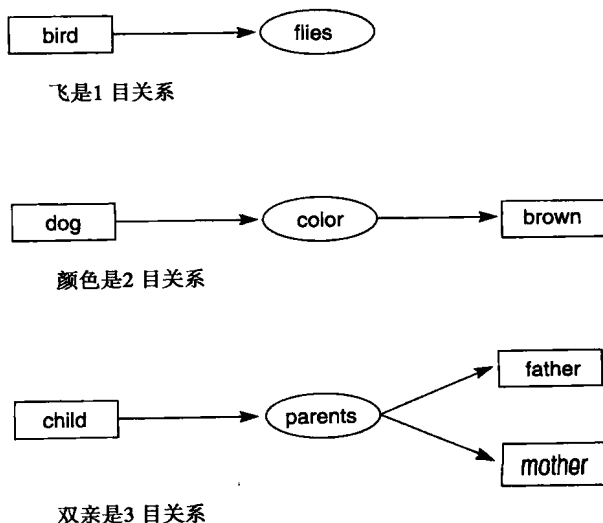 bird flies
飞是1 目关系
dog color brown
颜色是2 目关系
father
child parents
mother
双亲是3 目关系